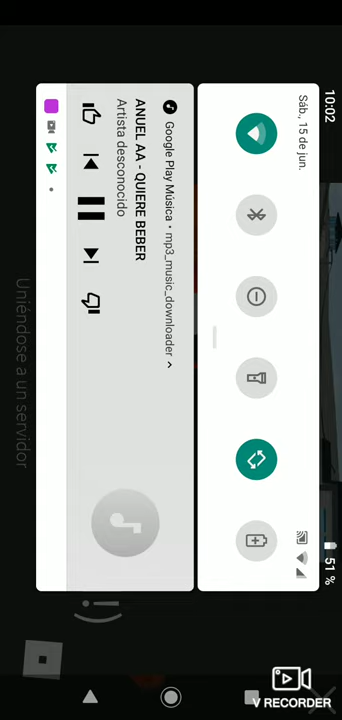 10:02
51 %
Sáb., 15 de jun.
Google Play Música • mp3_music_downloader
ANUEL AA - QUIERE BEBER
Artista desconocido
Uniéndose a un servidor
V RECORDER